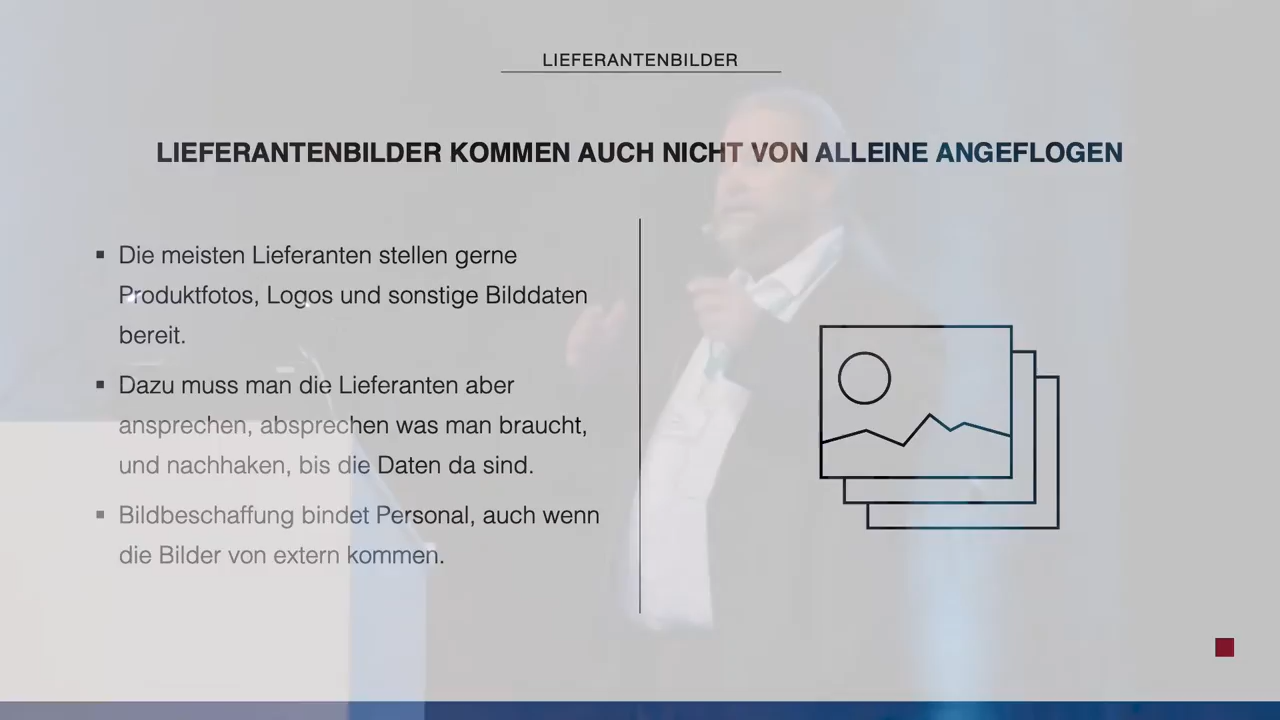 LIEFERANTENBILDER
LIEFERANTENBILDER KOMMEN AUCH NICHT VON ALLEINE ANGEFLOGEN
▪ Die meisten Lieferanten stellen gerne
Produktfotos, Logos und sonstige Bilddaten
bereit.
▪ Dazu muss man die Lieferanten aber
ansprechen, absprechen was man braucht,
und nachhaken, bis die Daten da sind.
▪ Bildbeschaffung bindet Personal, auch wenn
die Bilder von extern kommen.